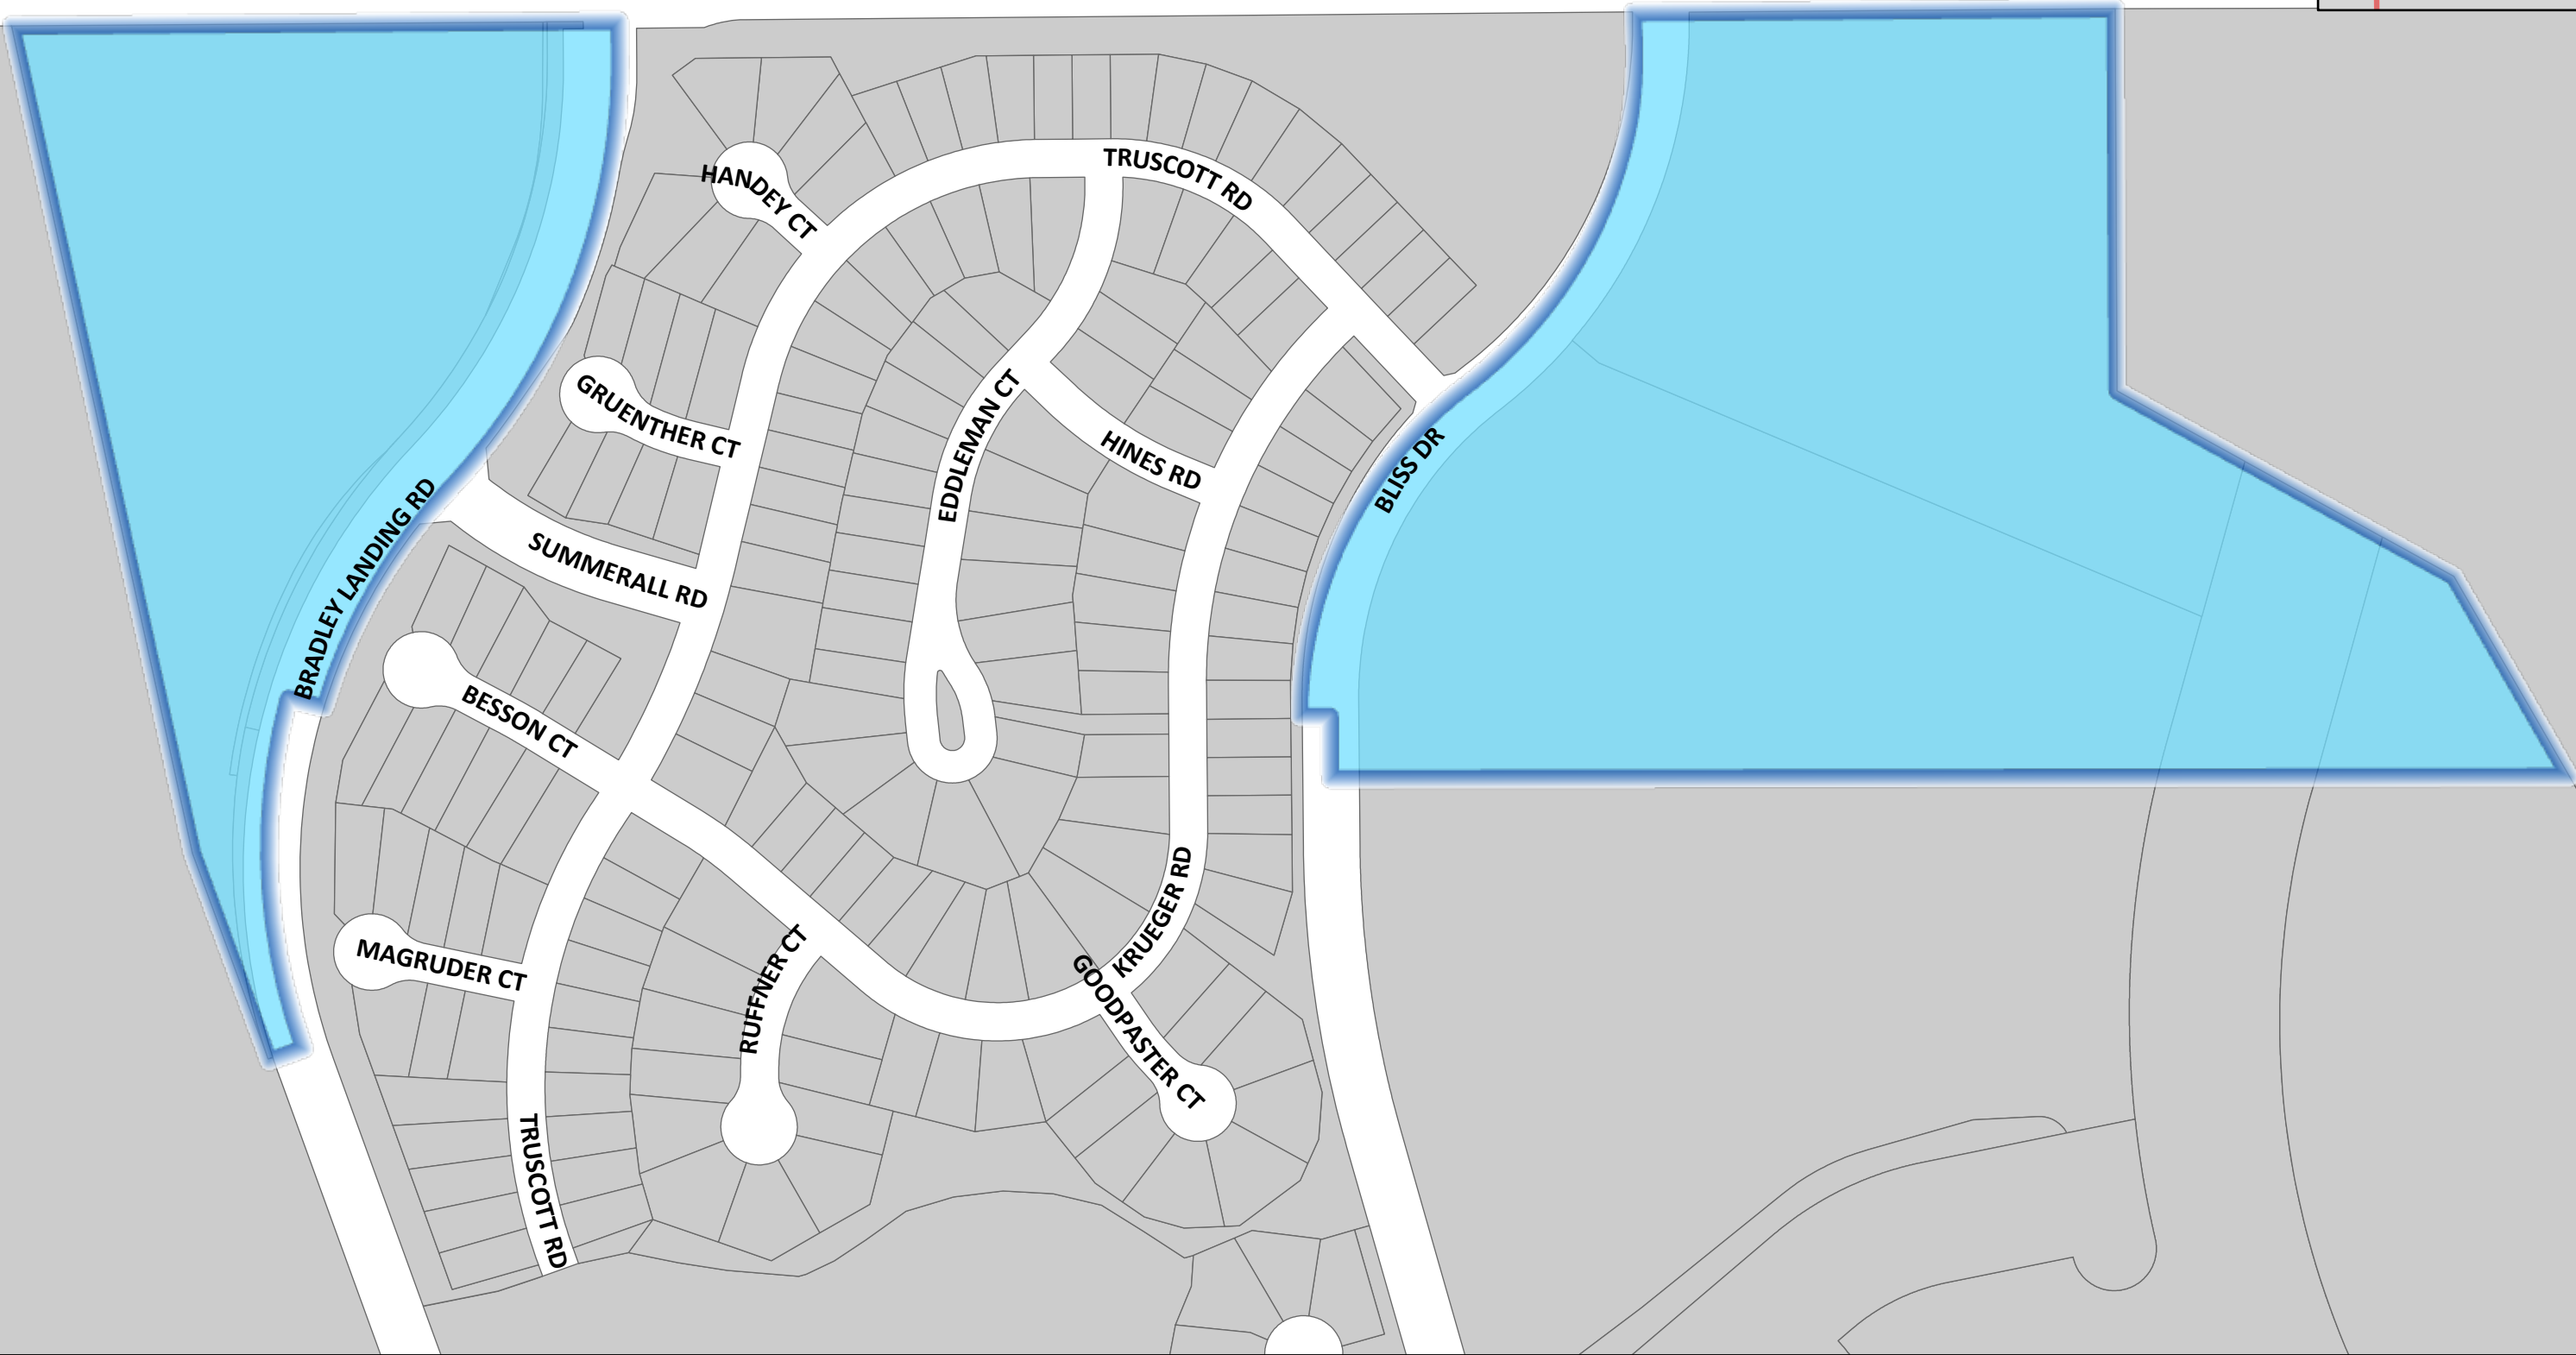 TRUSCOTT RD
HANDEY CT
GRUENTHER CT
EDDLEMAN CT
HINES RD
BLISS DR
BRADLEY LANDING RD
SUMMERALL RD
BESSON CT
KRUEGER RD
MAGRUDER CT
RUFFNER CT
GOODPASTER CT
TRUSCOTT RD